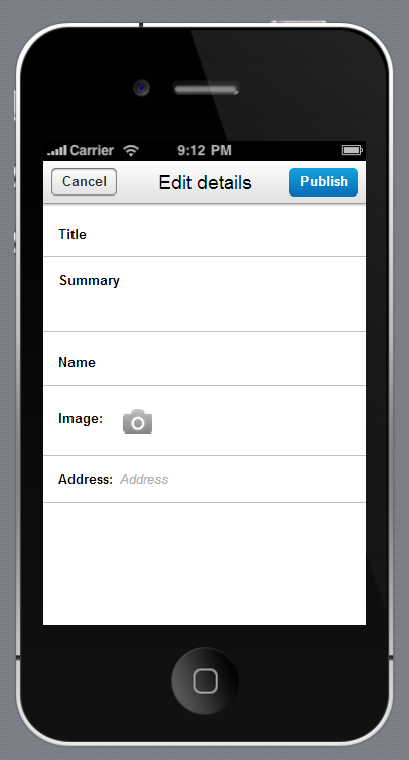 Carrier 9:12 PM
Cancel Edit details Publish
Title
Summary
Name
Image:
Address: Address